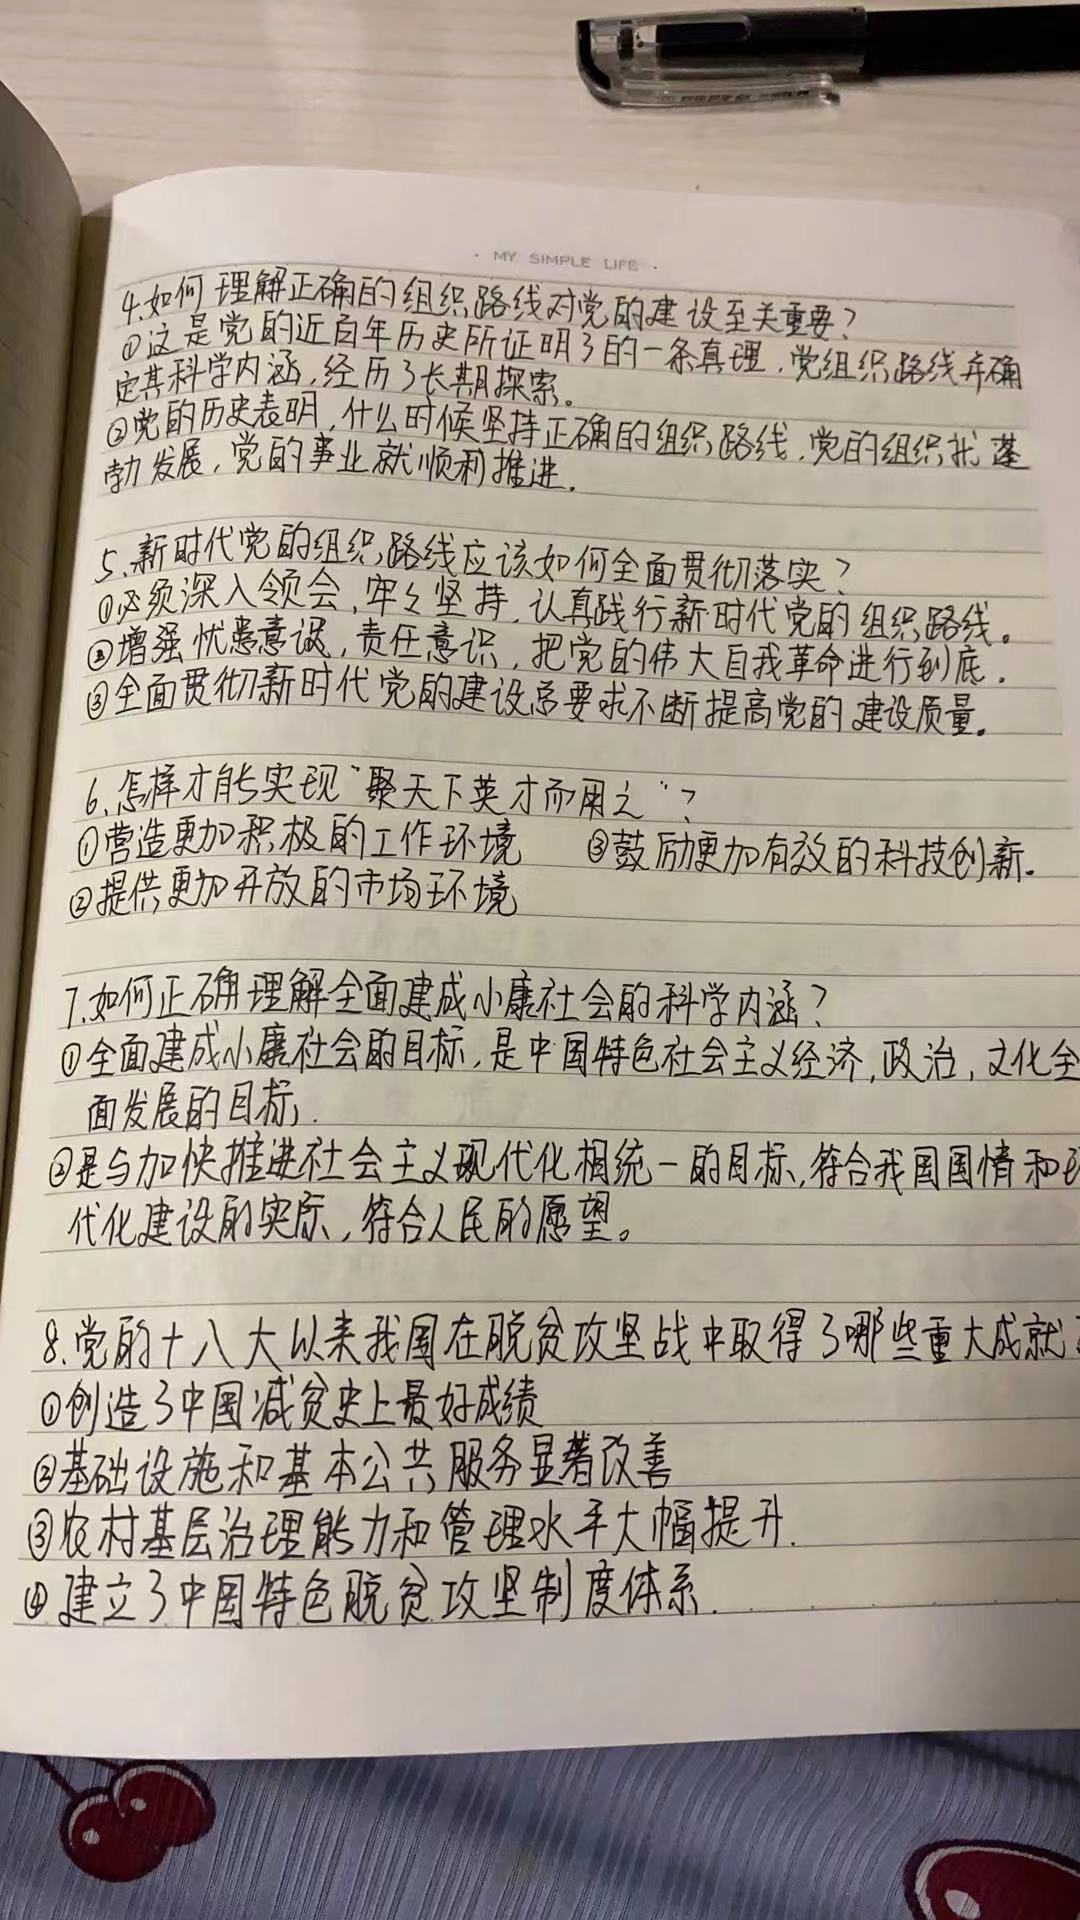 · MY SIMPLE LIFE ·
4.如何理解正确的组织路线对党的建设至关重要?
①这是党的近百年历史所证明了的一条真理,党组织路线并确
定其科学内涵,经历了长期探索。
②党的历史表明,什么时候坚持正确的组织路线,党的组织就蓬
勃发展,党的事业就顺利推进.
5、新时代党的组织路线应该如何全面贯彻落实?
①必须深入领会,牢々坚持,认真践行新时代党的组织路线。
②增强忧患意识,责任意识,把党的伟大自我革命进行到底.
③全面贯彻新时代党的建设总要求不断提高党的建设质量。
6、怎样才能实现“聚天下英才而用之”?
①营造更加积极的工作环境 ③鼓励更加有效的科技创新.
②提供更加开放的市场环境
7.如何正确理解全面建成小康社会的科学内涵?
①全面建成小康社会的目标,是中国特色社会主义经济,政治,文化全
面发展的目标,
②是与加快推进社会主义现代化相统一的目标,符合我国国情和现
代化建设的实际,符合人民的愿望。
8、党的十八大以来我国在脱贫攻坚战中取得了哪些重大成就?
①创造了中国减贫史上最好成绩
②基础设施和基本公共服务显著改善
③农村基层治理能力和管理水平大幅提升.
④建立了中国特色脱贫攻坚制度体系.